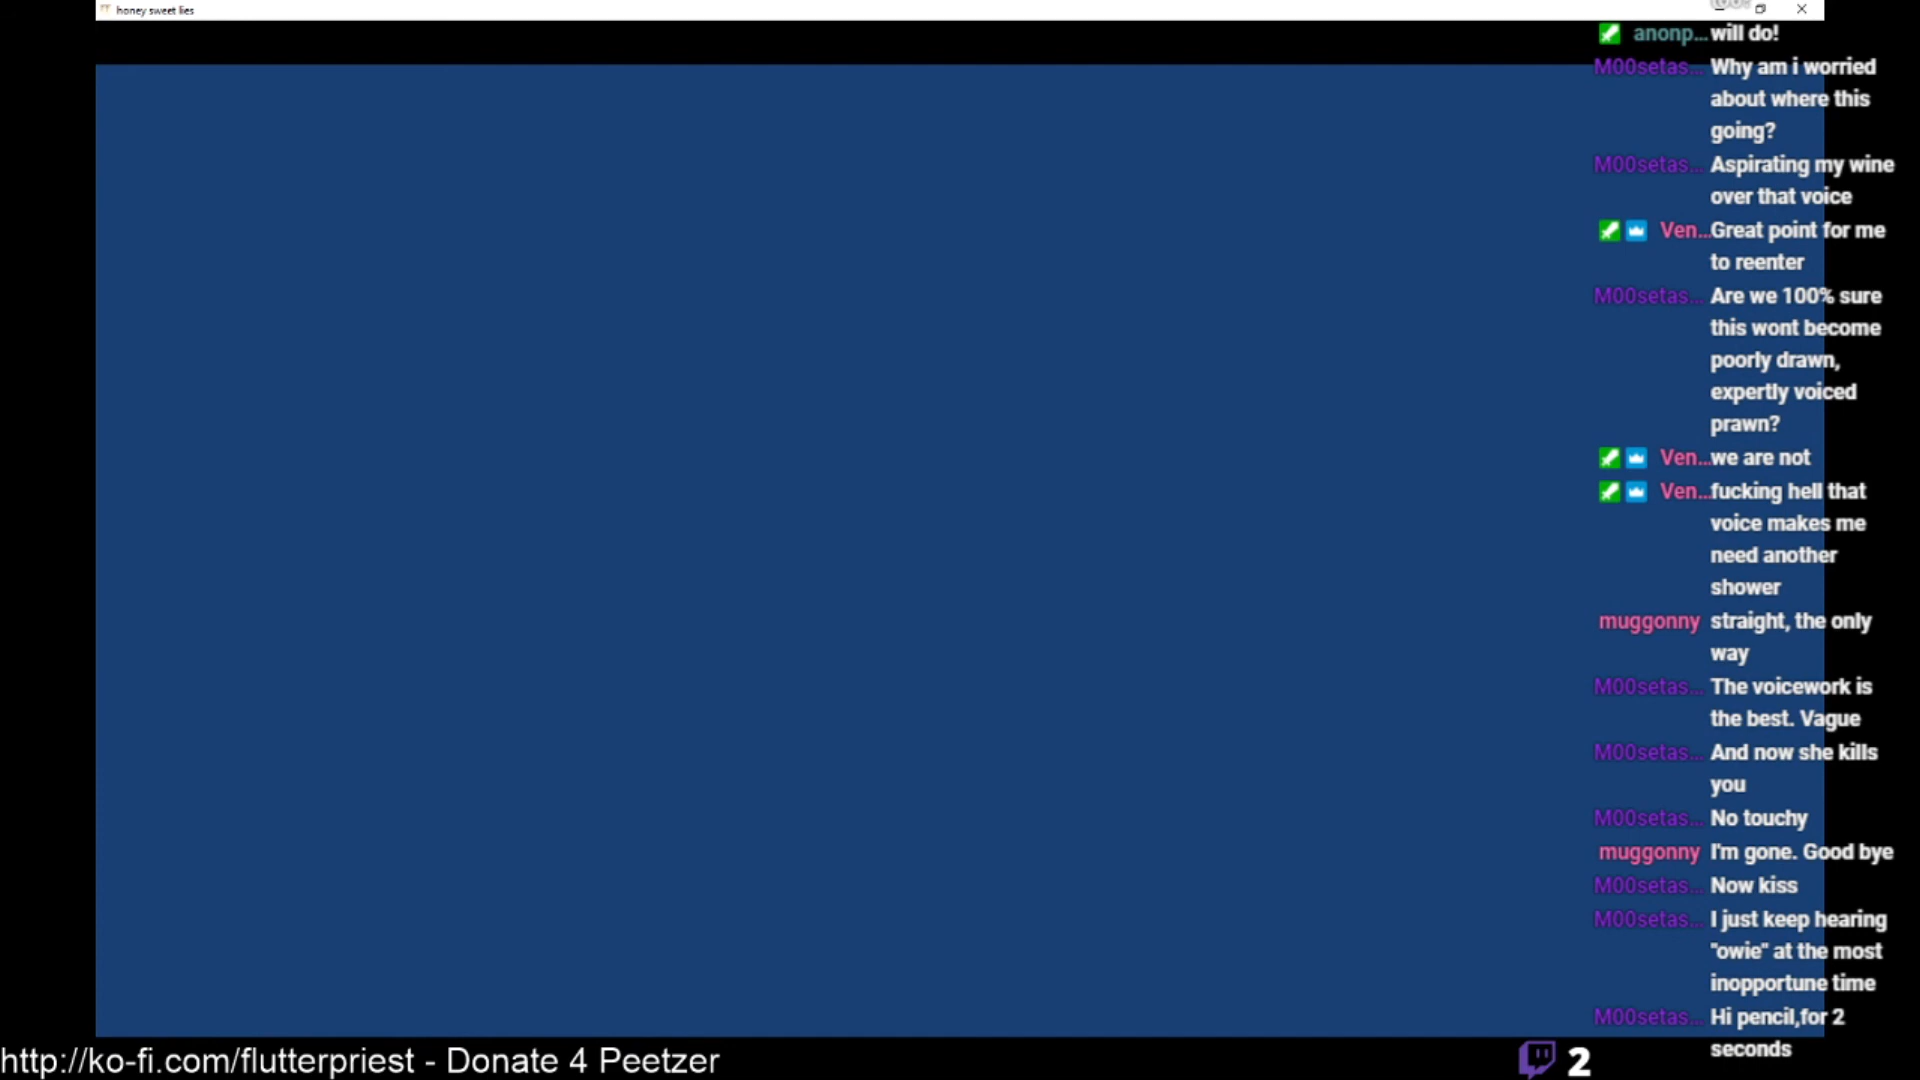 honey sweet lies
anonp... will do!
M00setas... Why am i worried
about where this
going?
M00setas... Aspirating my wine
over that voice
Ven... Great point for me
to reenter
M00setas... Are we 100% sure
this wont become
poorly drawn,
expertly voiced
prawn?
Ven... we are not
Ven... fucking hell that
voice makes me
need another
shower
muggonny straight, the only
way
M00setas... The voicework is
the best. Vague
M00setas... And now she kills
you
M00setas... No touchy
muggonny I'm gone. Good bye
M00setas... Now kiss
M00setas... I just keep hearing
"owie" at the most
inopportune time
M00setas... Hi pencil,for 2
seconds
http://ko-fi.com/flutterpriest - Donate 4 Peetzer
2